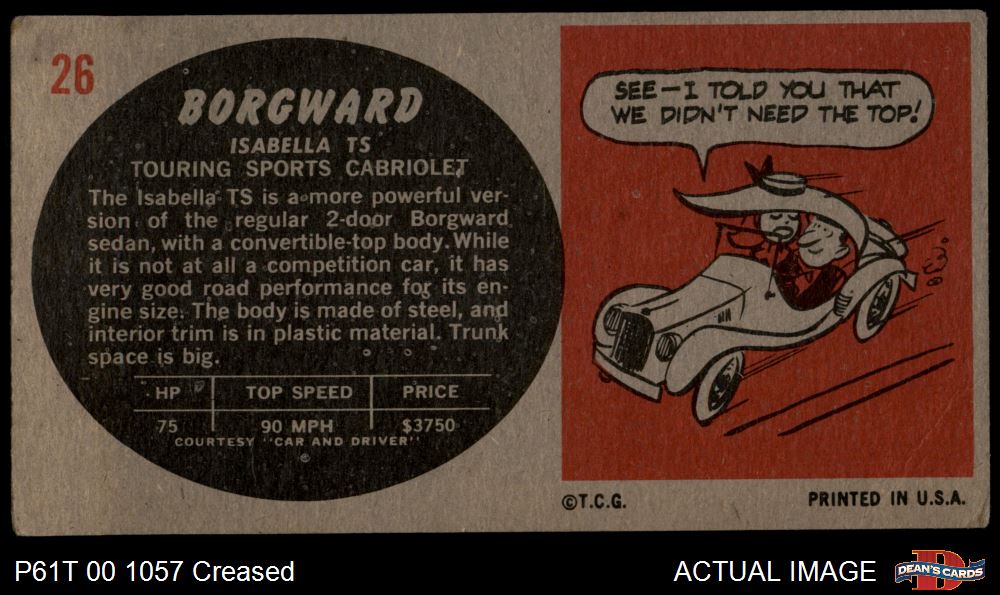 26
BORGWARD
ISABELLA TS
TOURING SPORTS CABRIOLET
The Isabella TS is a more powerful ver-
sion of the regular 2-door Borgward
sedan, with a convertible-top body. While
it is not at all a competition car, it has
very good road performance for its en-
gine size. The body is made of steel, and
interior trim is in plastic material. Trunk
space is big.
HP TOP SPEED PRICE
75 90 MPH $3750
COURTESY "CAR AND DRIVER"
SEE—I TOLD YOU THAT
WE DIDN'T NEED THE TOP!
©T.C.G. PRINTED IN U.S.A.
P61T 00 1057 Creased ACTUAL IMAGE
D
DEAN'S CARDS